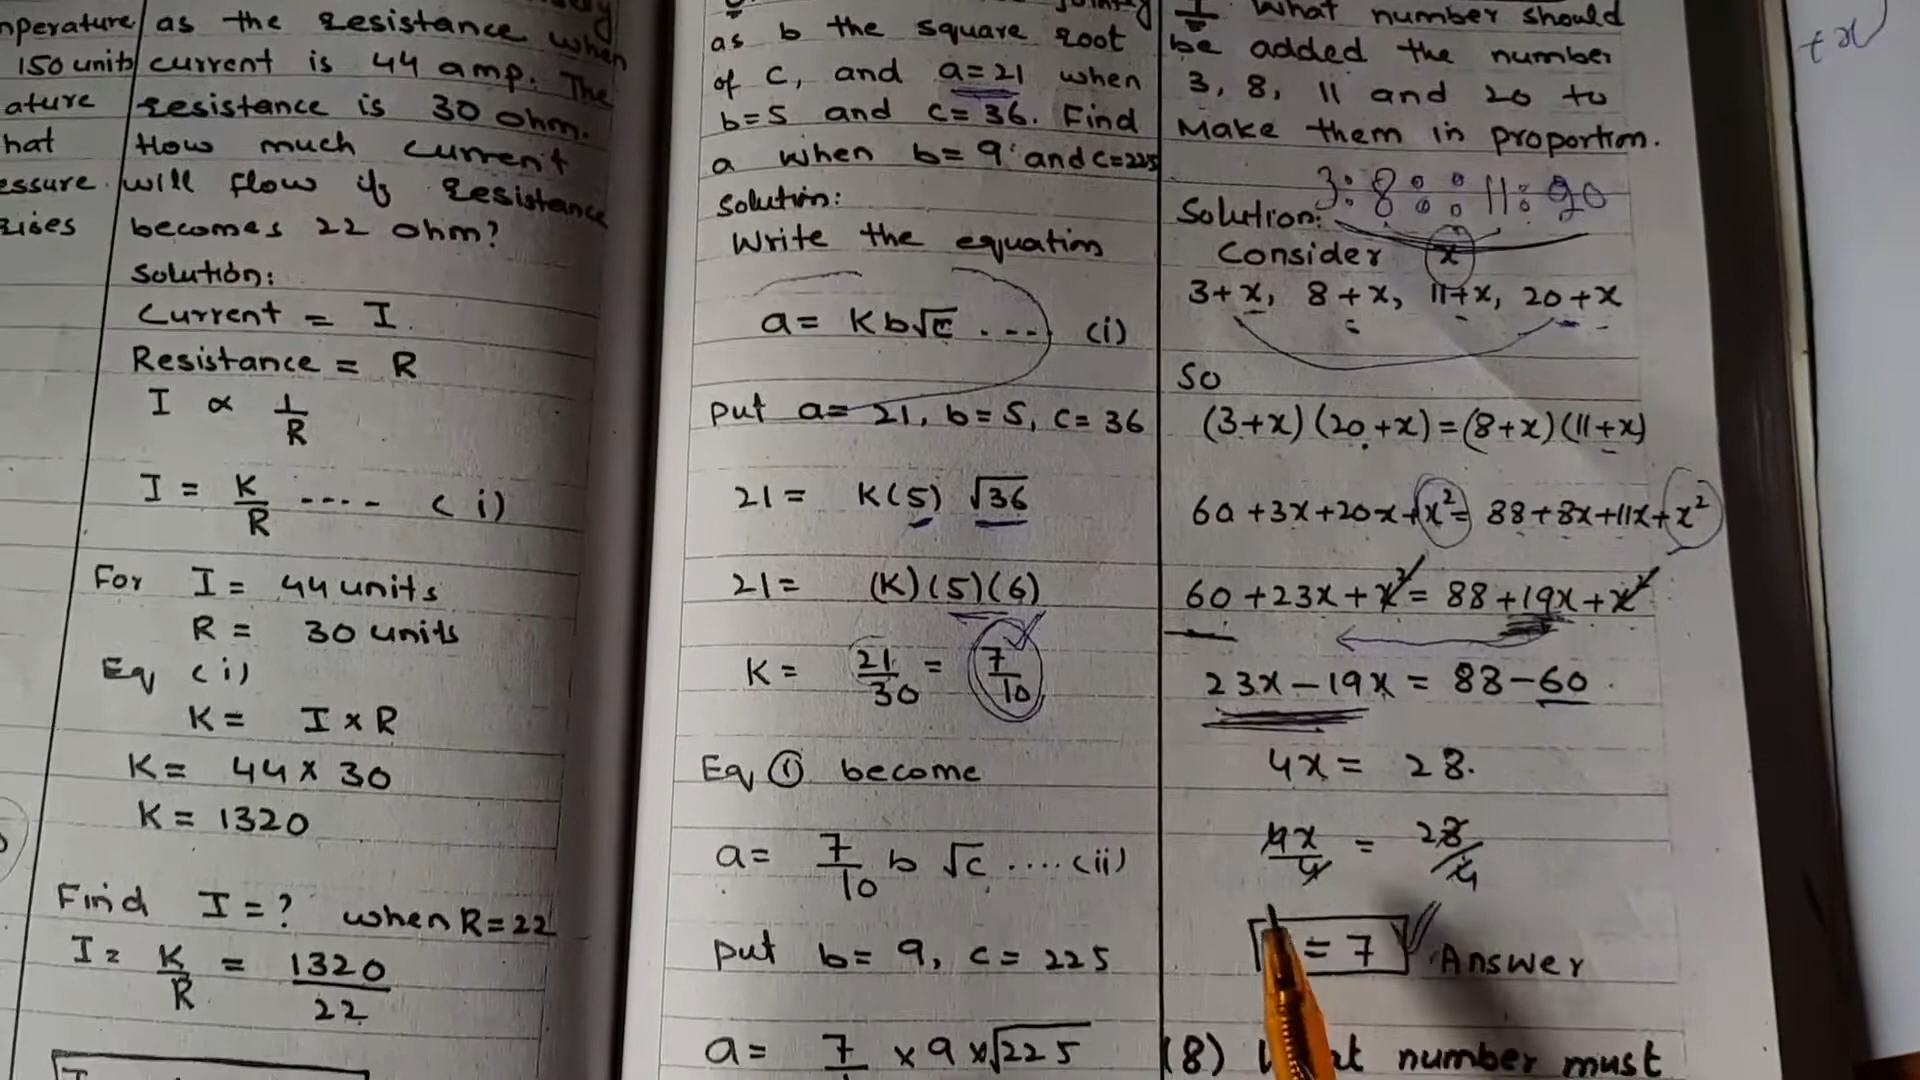 nperature
150 units
ature
hat
essure
rises
as the resistance when
current is 44 amp. The
resistance is 30 ohm.
How much current
will flow if resistance
becomes 22 ohm?
Solution:
Current = I.
Resistance = R
I ∝ 1/R
I = K/R .... (i)
For I = 44 units
R = 30 units
Eq (i)
K = I × R
K = 44 × 30
K = 1320
Find I = ? when R = 22
I = K/R = 1320/22
as b the square root
of c, and a=21 when
b=5 and c=36. Find
a when b=9 and c=225
Solution:
Write the equation
a = Kb√c .... (i)
put a= 21, b=5, c=36
21 = K(5) √36
21 = (K)(5)(6)
K = 21/30 = 7/10
Eq ① become
a = 7/10 b √c ....(ii)
put b= 9, c= 225
a= 7 × 9 ×√225
What number should
be added the number
3, 8, 11 and 20 to
Make them in proportion.
3:8::11:20
Solution:
Consider x
3+x, 8+x, 11+x, 20+x
So
(3+x)(20+x)=(8+x)(11+x)
60+3x+20x+x²= 88+8x+11x+x²
60+23x+x²= 88+19x+x²
23x-19x = 88-60.
4x = 28.
4x/4 = 28/4
= 7 Answer
(8) number must
+x